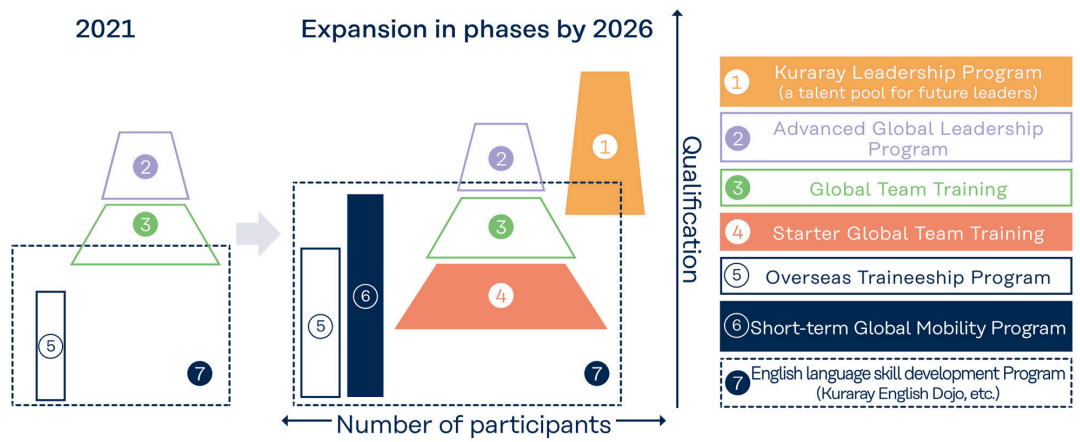 2021
2
3
5
7
Expansion in phases by 2026
1
2
3
4
5
6
7
Number of participants
Qualification
1 Kuraray Leadership Program
(a talent pool for future leaders)
2 Advanced Global Leadership
Program
3 Global Team Training
4 Starter Global Team Training
5 Overseas Traineeship Program
6 Short-term Global Mobility Program
7 English language skill development Program
(Kuraray English Dojo, etc.)